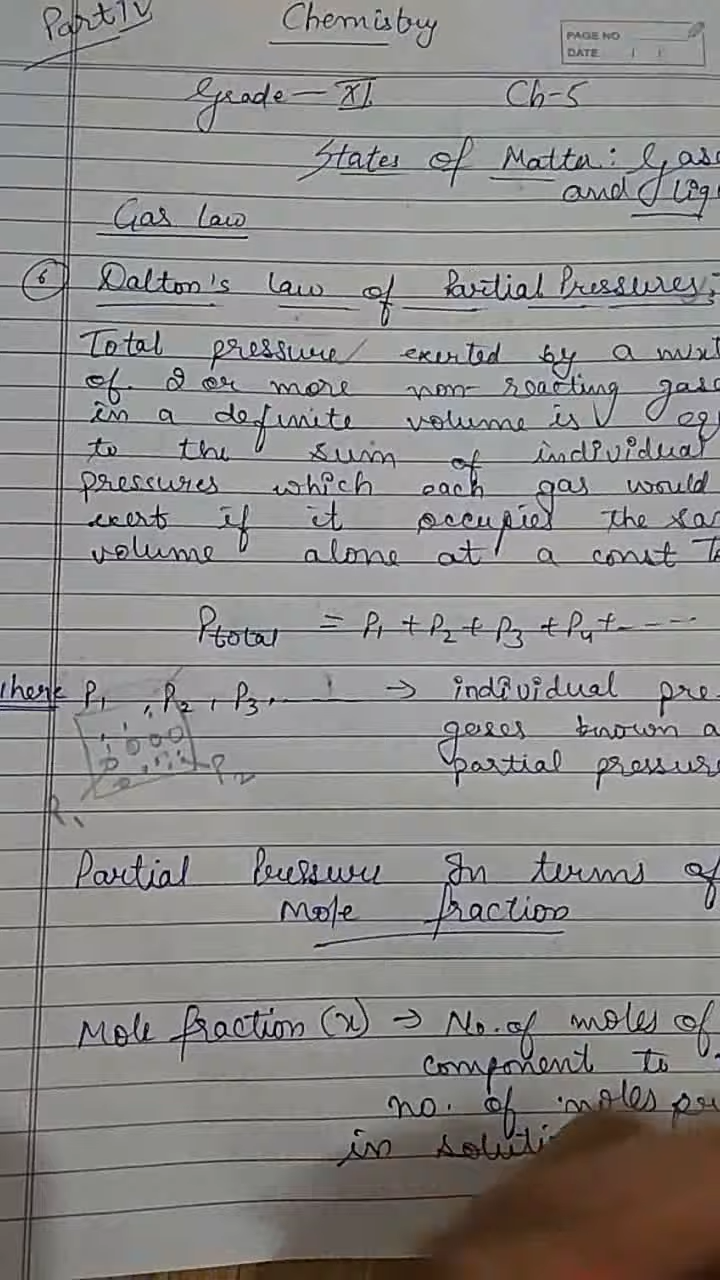 Part IV
Chemistry
PAGE NO
DATE
Grade — XI Ch-5
States of Matter: Gase
and liq
Gas law
6 Dalton's law of Partial Pressures:
Total pressure exerted by a mixt
of 2 or more non-reacting gase
in a definite volume is eq
to the sum of individual
pressures which each gas would
exert if it occupied the sa
volume alone at a const T
Ptotal = P1 + P2 + P3 + P4 + ------
where P1, P2, P3, → individual pre
gases known a
partial pressur
P2
P1
Partial Pressure In terms of
Mole fraction
Mole fraction (x) → No. of moles of
component to
no. of moles pr
in soluti